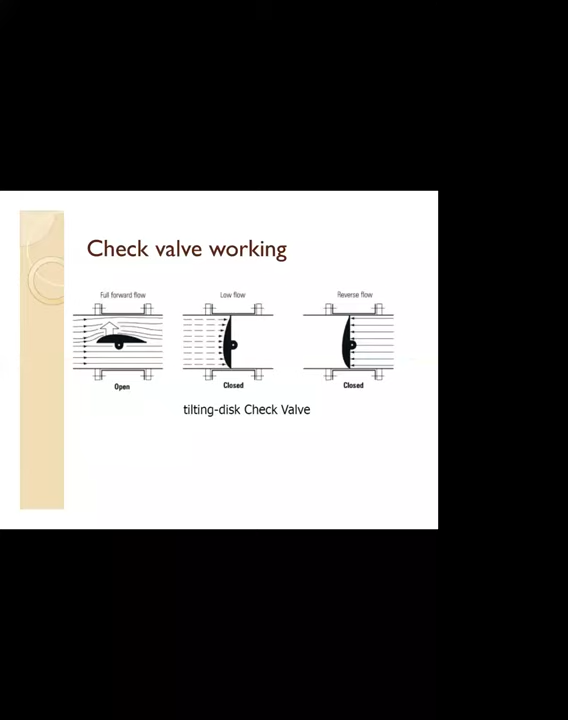 Check valve working
Full forward flow
Low flow
Reverse flow
Open
Closed
Closed
tilting-disk Check Valve